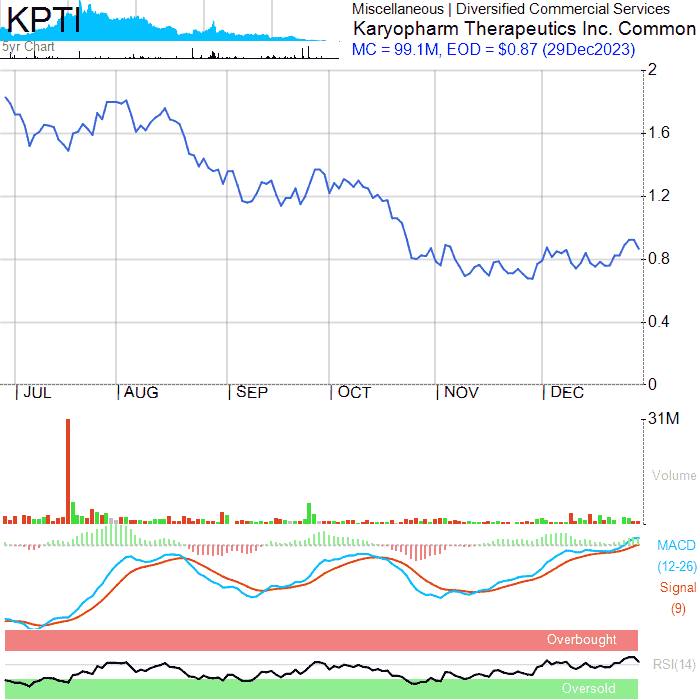 KPTI
5yr Chart
Miscellaneous | Diversified Commercial Services
Karyopharm Therapeutics Inc. Common
MC = 99.1M, EOD = $0.87 (29Dec2023)
2
1.6
1.2
0.8
0.4
0
JUL AUG SEP OCT NOV DEC
31M
Volume
MACD
(12-26)
Signal
(9)
Overbought
RSI(14)
Oversold